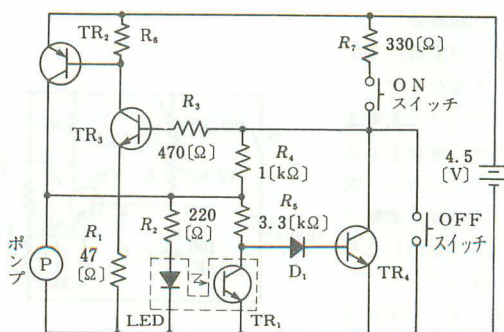 TR₂
R₆
R₇
330〔Ω〕
ON
スイッチ
TR₃
R₃
470〔Ω〕
R₄
1〔kΩ〕
4.5
〔V〕
R₅
3.3〔kΩ〕
OFF
スイッチ
R₁
47
〔Ω〕
R₂
220
〔Ω〕
D₁
TR₄
ポンプ
P
LED
TR₁